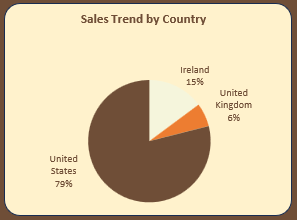 Sales Trend by Country
Ireland
15%
United
Kingdom
6%
United
States
79%